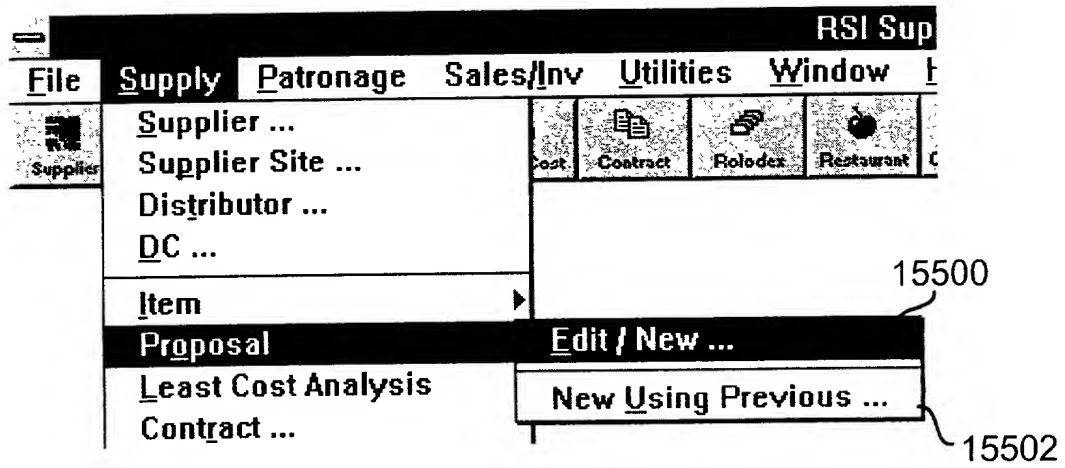 RSI Sup
File Supply Patronage Sales/Inv Utilities Window H
Supplier Cost Contract Rolodex Restaurant
Supplier ...
Supplier Site ...
Distributor ...
DC ...
15500
Item
Proposal Edit / New ...
Least Cost Analysis New Using Previous ...
Contract ...
15502